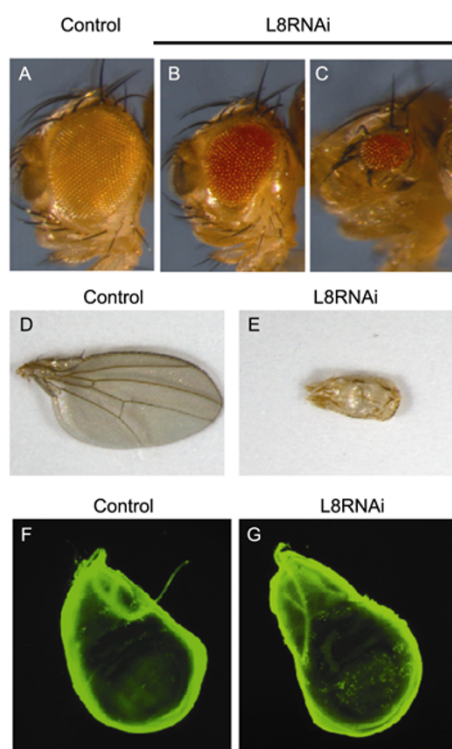 Control L8RNAi
A B C
Control L8RNAi
D E
Control L8RNAi
F G